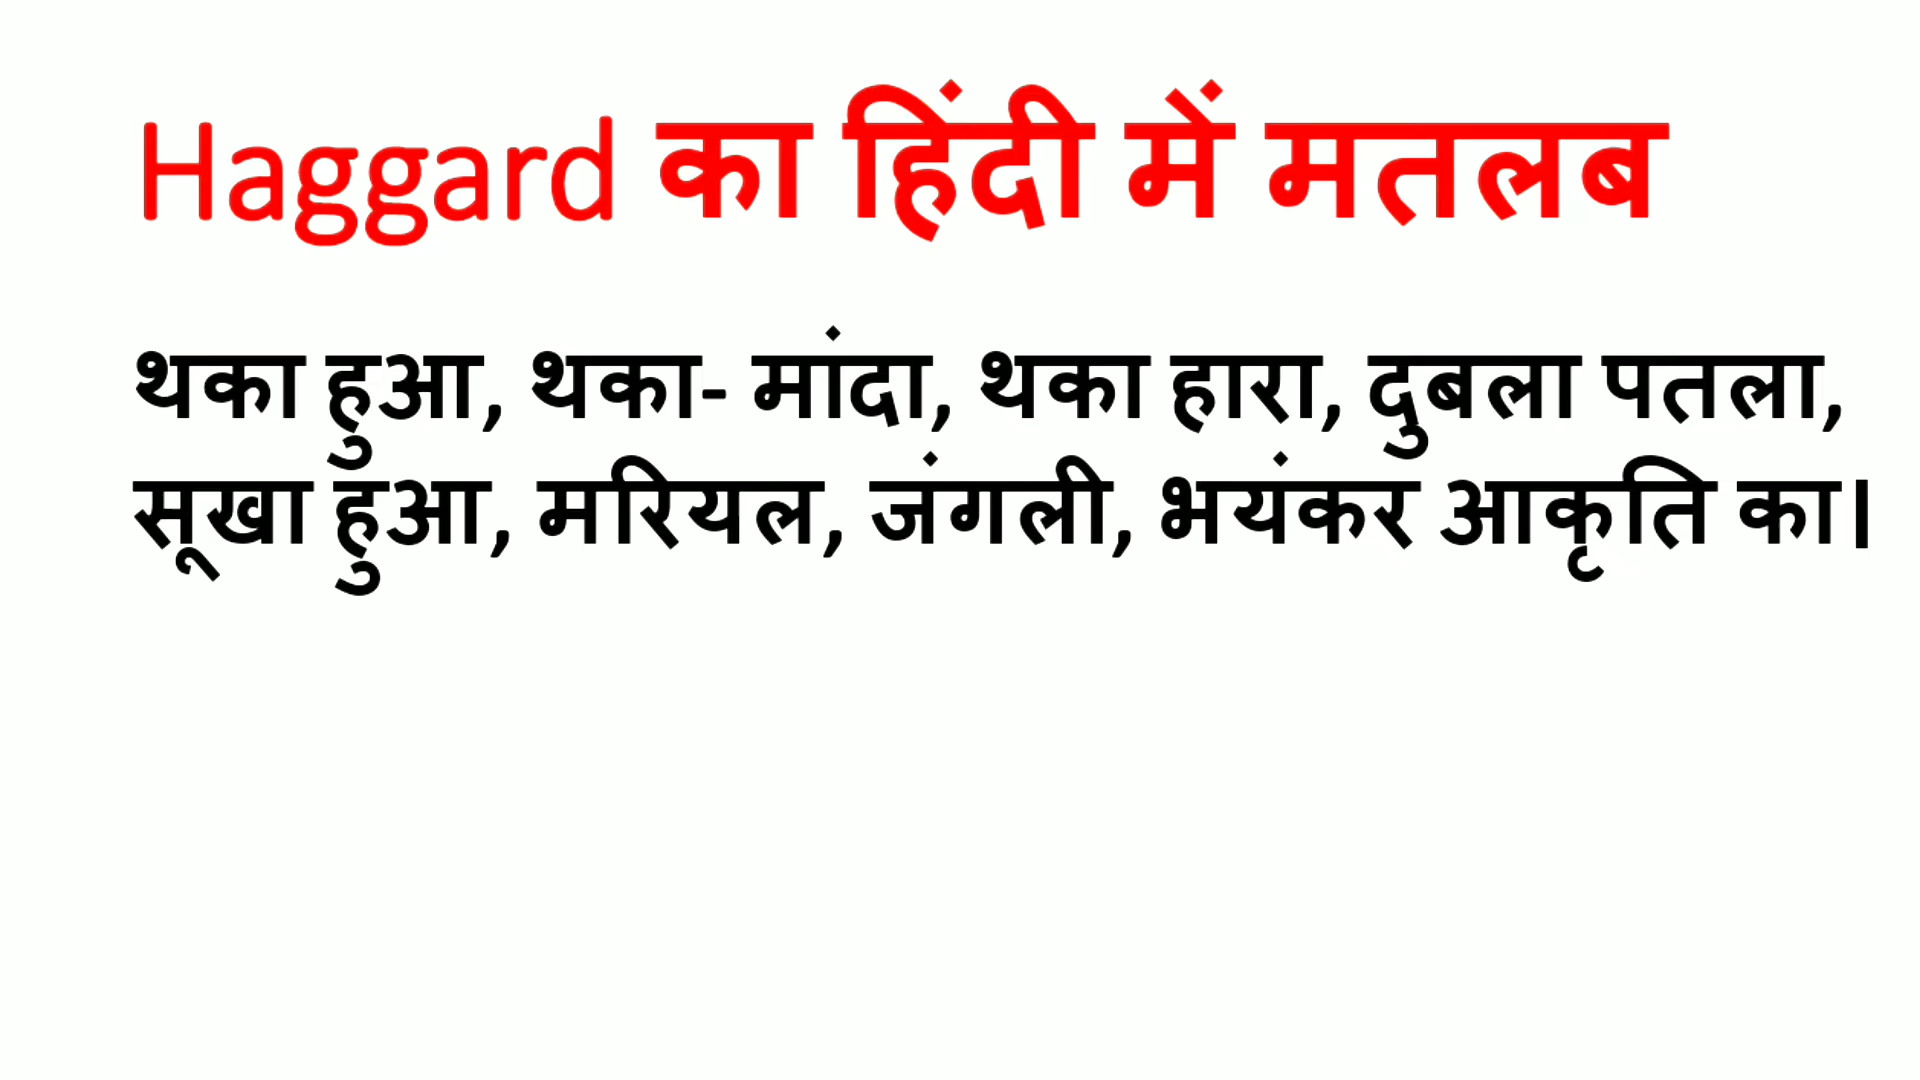 Haggard का हिंदी में मतलब
थका हुआ, थका- मांदा, थका हारा, दुबला पतला,
सूखा हुआ, मरियल, जंगली, भयंकर आकृति का।